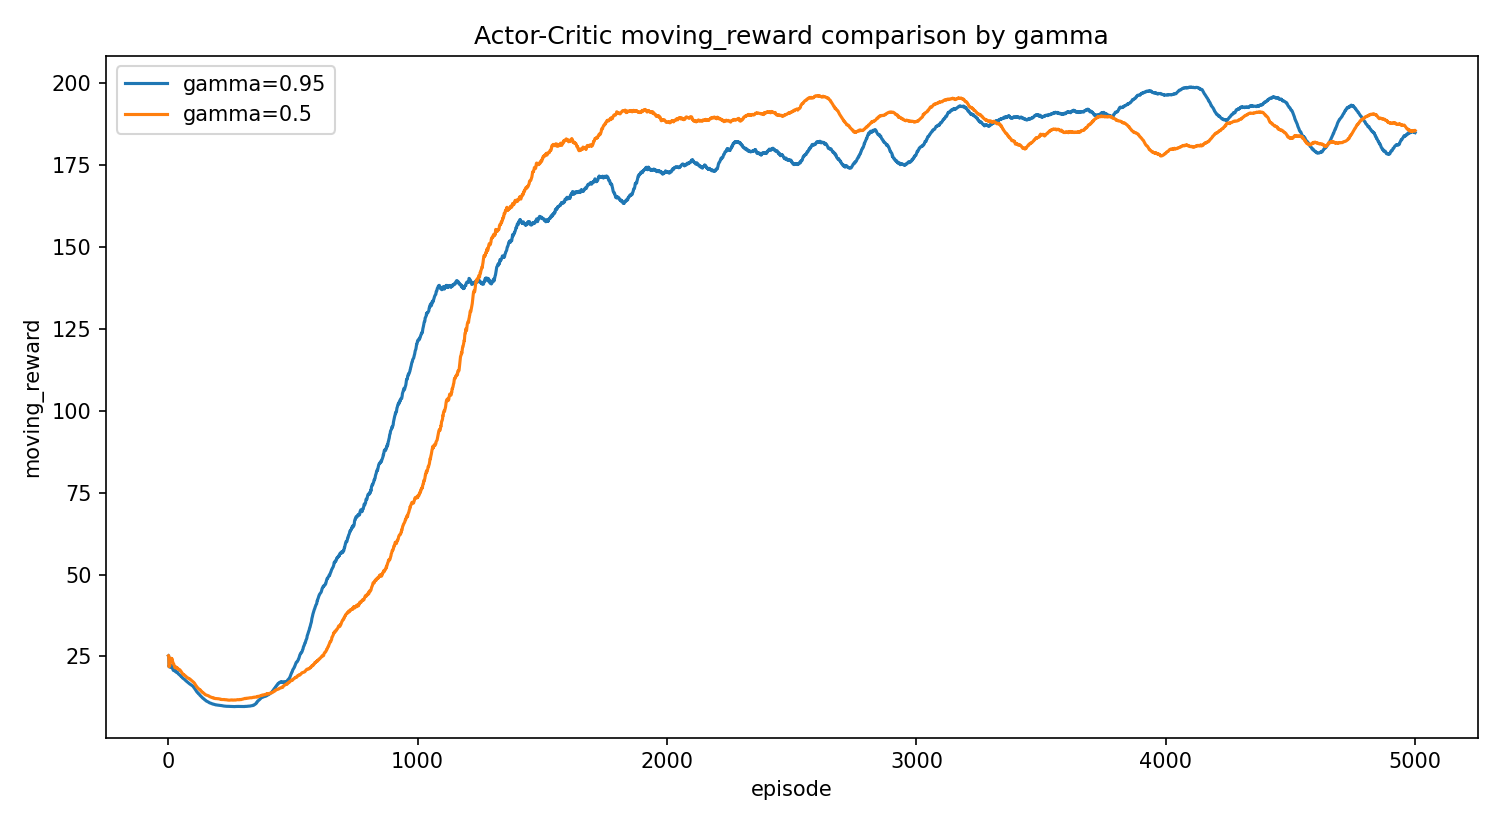 Actor-Critic moving_reward comparison by gamma
gamma=0.95
gamma=0.5
200
175
150
125
100
75
50
25
moving_reward
0 1000 2000 3000 4000 5000
episode